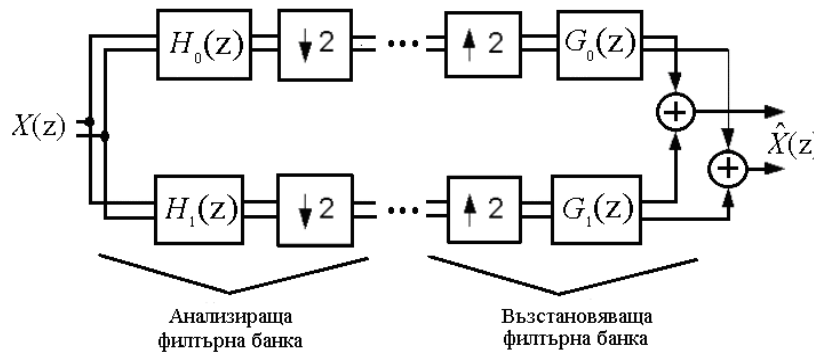 H₀(z) ↓ 2 ... ↑ 2 G₀(z)
X(z)
X̂(z)
H₁(z) ↓ 2 ... ↑ 2 G₁(z)
Анализираща
филтърна банка
Възстановяваща
филтърна банка